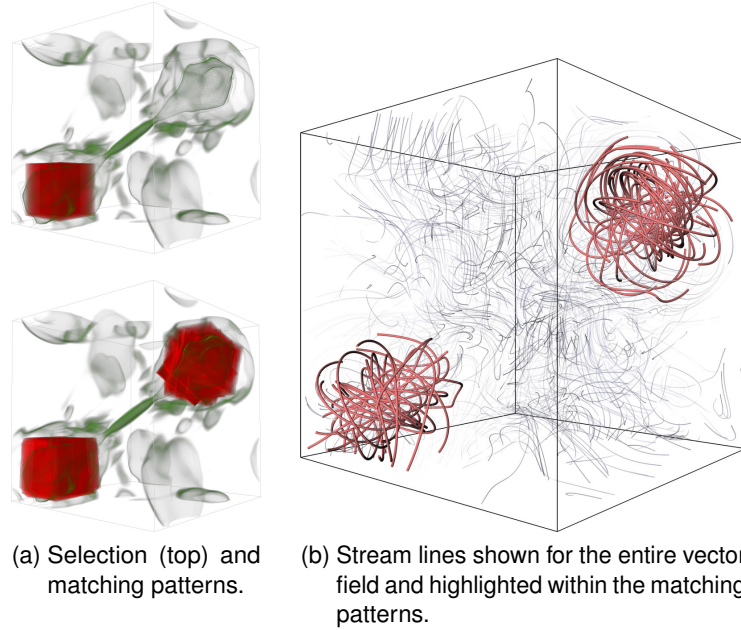 (a) Selection (top) and
matching patterns.
(b) Stream lines shown for the entire vector
field and highlighted within the matching
patterns.